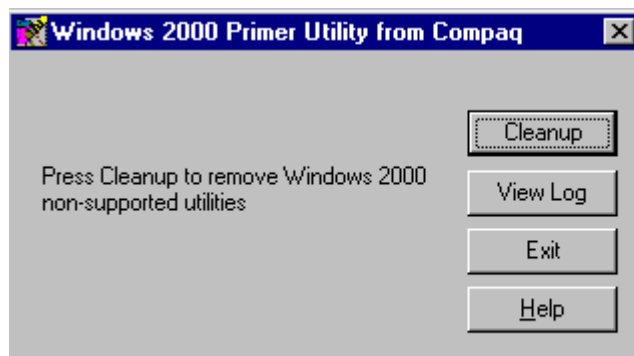 Windows 2000 Primer Utility from Compaq
Cleanup
Press Cleanup to remove Windows 2000
non-supported utilities
View Log
Exit
Help